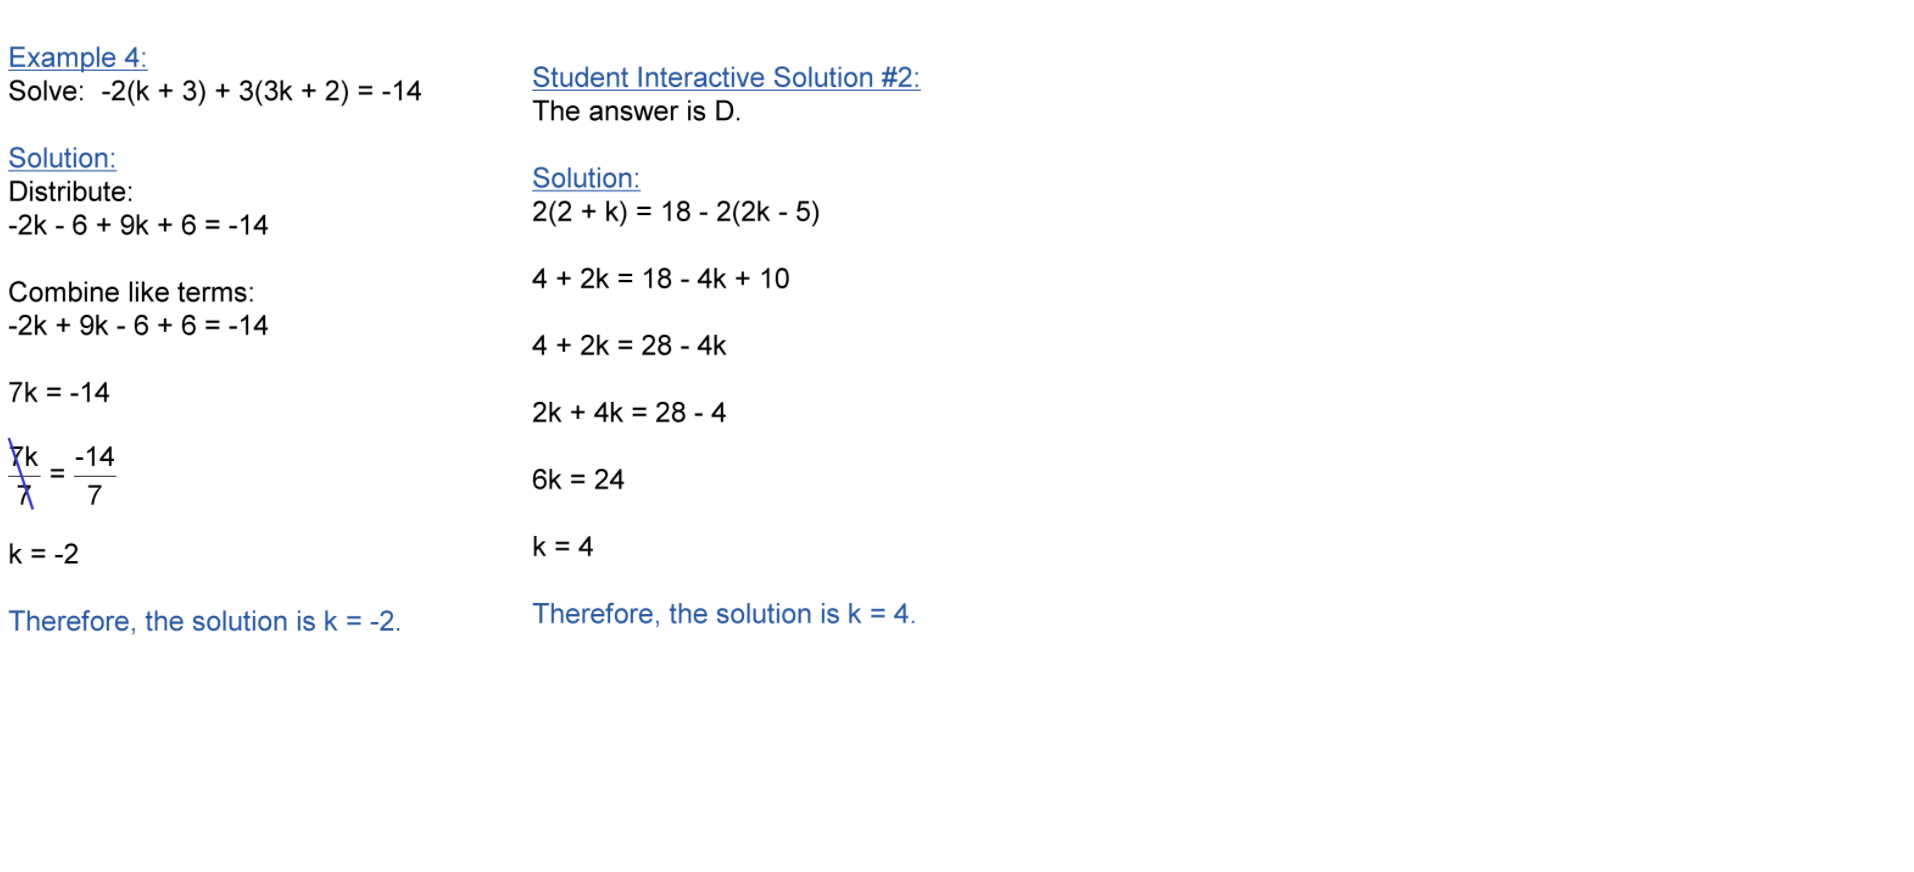 Example 4:
Solve:  -2(k + 3) + 3(3k + 2) = -14
Solution:
Distribute:
-2k - 6 + 9k + 6 = -14
Combine like terms:
-2k + 9k - 6 + 6 = -14
7k = -14
7k/7 = -14/7
k = -2
Therefore, the solution is k = -2.
Student Interactive Solution #2:
The answer is D.
Solution:
2(2 + k) = 18 - 2(2k - 5)
4 + 2k = 18 - 4k + 10
4 + 2k = 28 - 4k
2k + 4k = 28 - 4
6k = 24
k = 4
Therefore, the solution is k = 4.